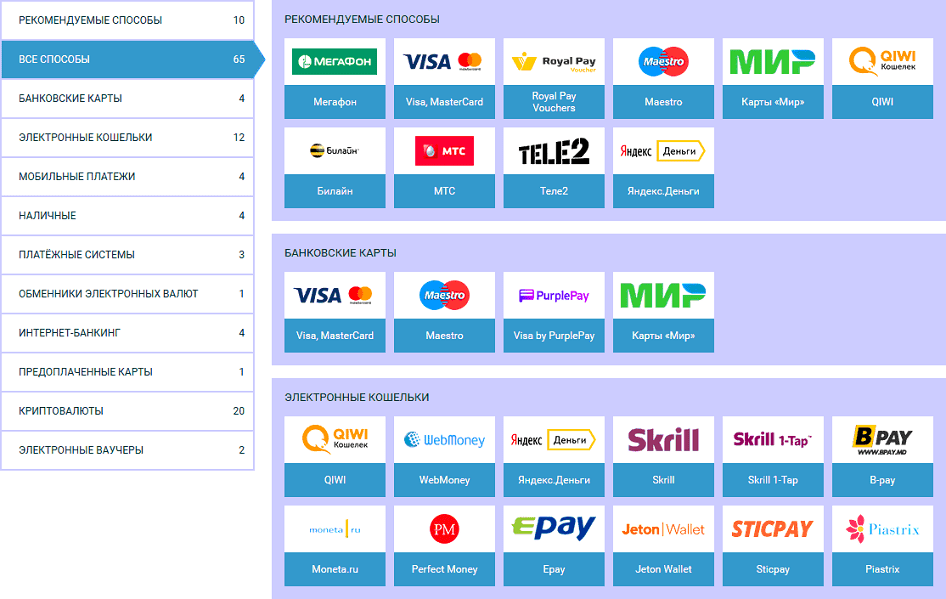 РЕКОМЕНДУЕМЫЕ СПОСОБЫ 10
ВСЕ СПОСОБЫ 65
БАНКОВСКИЕ КАРТЫ 4
ЭЛЕКТРОННЫЕ КОШЕЛЬКИ 12
МОБИЛЬНЫЕ ПЛАТЕЖИ 4
НАЛИЧНЫЕ 4
ПЛАТЁЖНЫЕ СИСТЕМЫ 3
ОБМЕННИКИ ЭЛЕКТРОННЫХ ВАЛЮТ 1
ИНТЕРНЕТ-БАНКИНГ 4
ПРЕДОПЛАЧЕННЫЕ КАРТЫ 1
КРИПТОВАЛЮТЫ 20
ЭЛЕКТРОННЫЕ ВАУЧЕРЫ 2
РЕКОМЕНДУЕМЫЕ СПОСОБЫ
МЕГАФОН VISA Royal Pay Voucher Maestro МИР QIWI Кошелек
Мегафон Visa, MasterCard Royal Pay Vouchers Maestro Карты «Мир» QIWI
Билайн МТС TELE2 Яндекс Деньги
Билайн МТС Теле2 Яндекс.Деньги
БАНКОВСКИЕ КАРТЫ
VISA Maestro PurplePay МИР
Visa, MasterCard Maestro Visa by PurplePay Карты «Мир»
ЭЛЕКТРОННЫЕ КОШЕЛЬКИ
QIWI Кошелек WebMoney Яндекс Деньги Skrill Skrill 1-Tap B PAY WWW.BPAY.MD
QIWI WebMoney Яндекс.Деньги Skrill Skrill 1-Tap B-pay
moneta ru PM Epay Jeton Wallet STICPAY Piastrix
Moneta.ru Perfect Money Epay Jeton Wallet Sticpay Piastrix